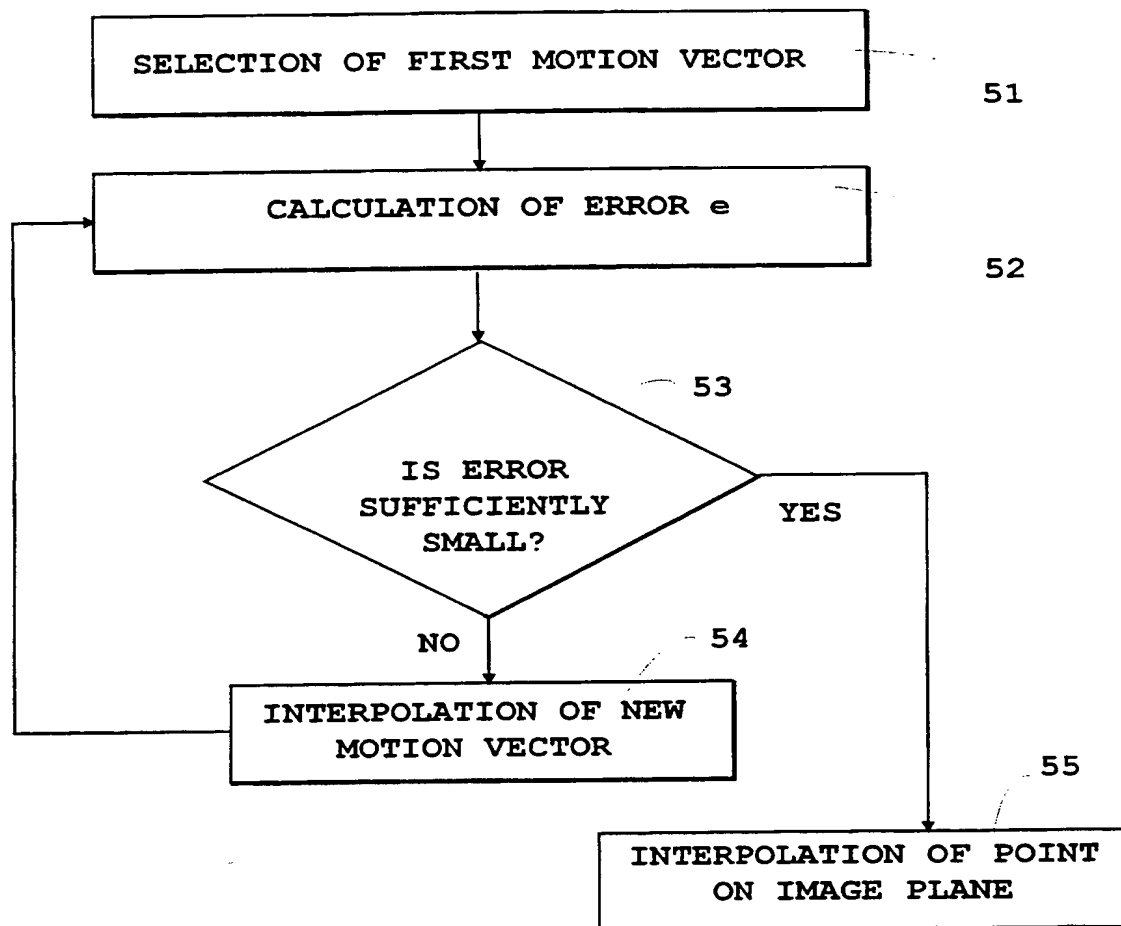 SELECTION OF FIRST MOTION VECTOR
51
CALCULATION OF ERROR e
52
53
IS ERROR
SUFFICIENTLY
SMALL?
YES
NO
54
INTERPOLATION OF NEW
MOTION VECTOR
55
INTERPOLATION OF POINT
ON IMAGE PLANE